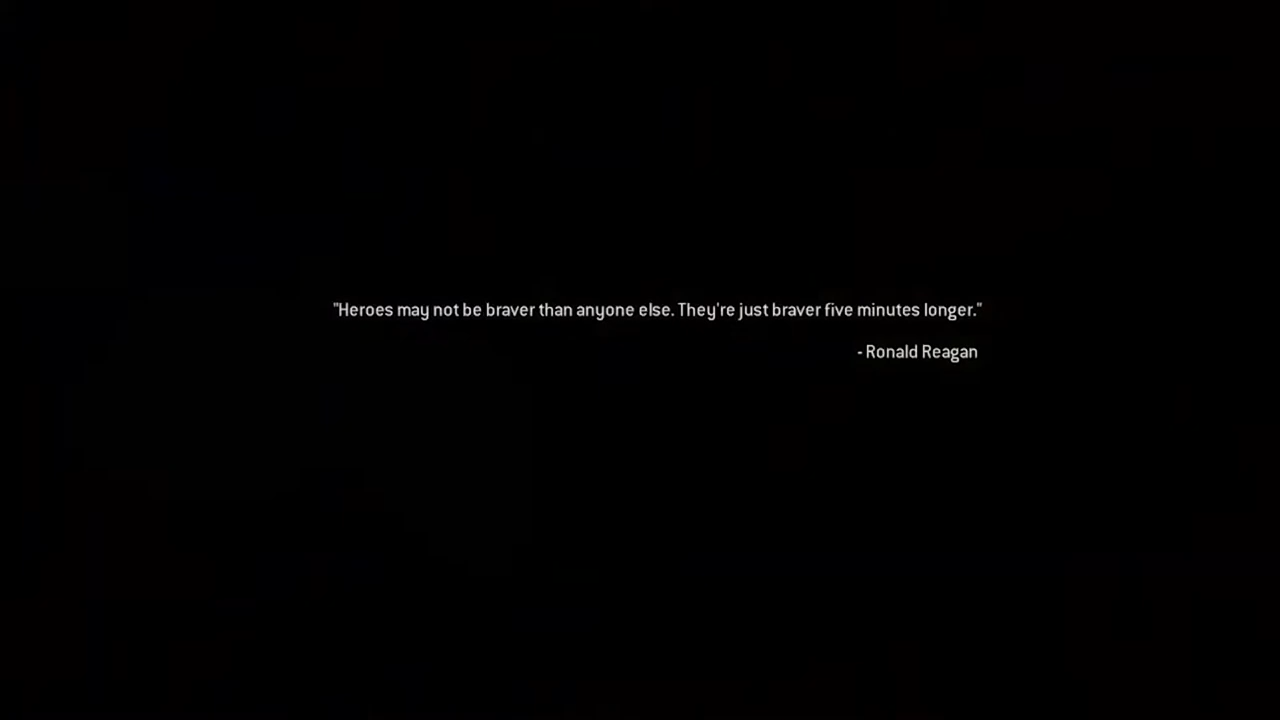 "Heroes may not be braver than anyone else. They're just braver five minutes longer."
- Ronald Reagan